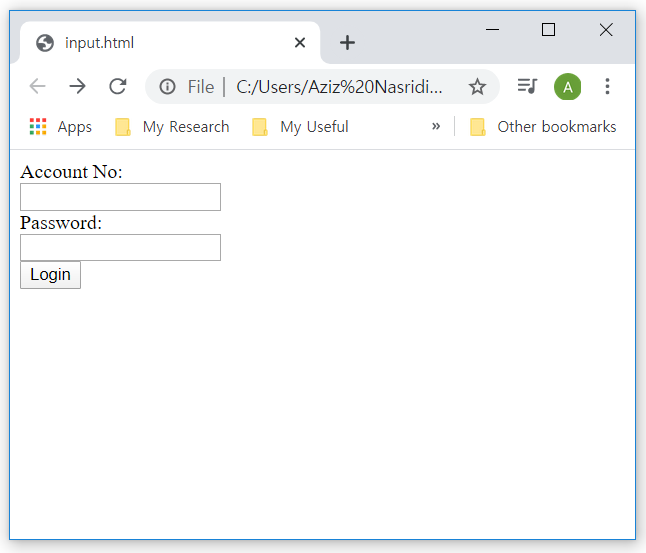 input.html
File | C:/Users/Aziz%20Nasridi...
A
Apps My Research My Useful » Other bookmarks
Account No:
Password:
Login